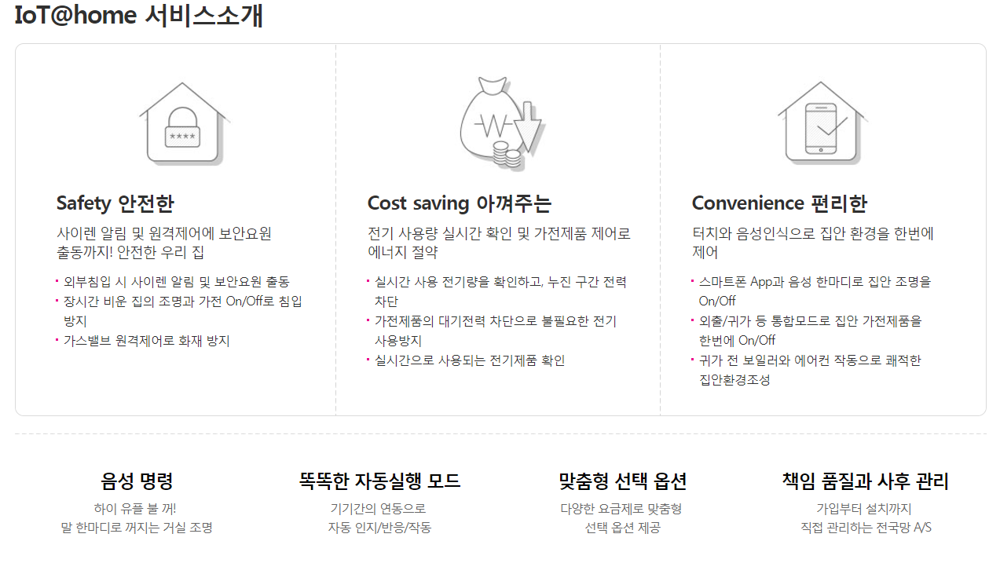 IoT@home 서비스소개
****
W
Safety 안전한
사이렌 알림 및 원격제어에 보안요원
출동까지! 안전한 우리 집
외부침입 시 사이렌 알림 및 보안요원 출동
장시간 비운 집의 조명과 가전 On/Off로 침입
방지
가스밸브 원격제어로 화재 방지
Cost saving 아껴주는
전기 사용량 실시간 확인 및 가전제품 제어로
에너지 절약
실시간 사용 전기량을 확인하고, 누진 구간 전력
차단
가전제품의 대기전력 차단으로 불필요한 전기
사용방지
실시간으로 사용되는 전기제품 확인
Convenience 편리한
터치와 음성인식으로 집안 환경을 한번에
제어
스마트폰 App과 음성 한마디로 집안 조명을
On/Off
외출/귀가 등 통합모드로 집안 가전제품을
한번에 On/Off
귀가 전 보일러와 에어컨 작동으로 쾌적한
집안환경조성
음성 명령
하이 유플 불 꺼!
말 한마디로 꺼지는 거실 조명
똑똑한 자동실행 모드
기기간의 연동으로
자동 인지/반응/작동
맞춤형 선택 옵션
다양한 요금제로 맞춤형
선택 옵션 제공
책임 품질과 사후 관리
가입부터 설치까지
직접 관리하는 전국망 A/S